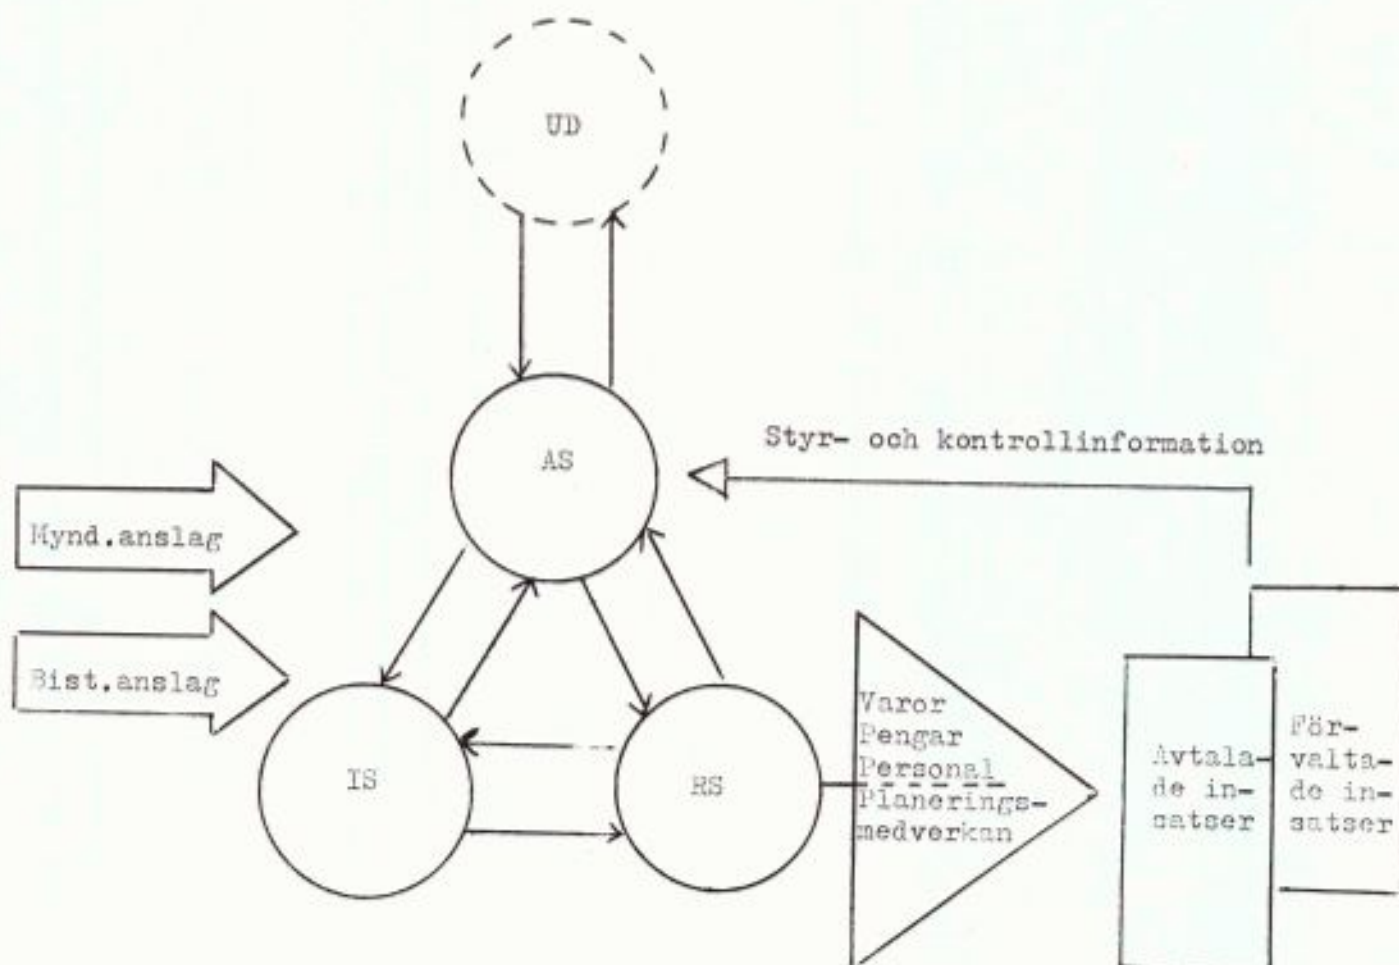 UD
AS
Styr- och kontrollinformation
Mynd.anslag
Bist.anslag
IS
RS
Varor
Pengar
Personal
Planerings-
medverkan
Avtala-
de in-
satser
För-
valta-
de in-
satser